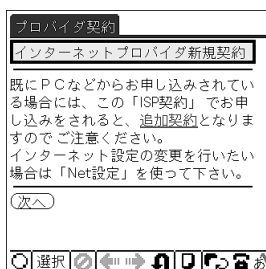 プロバイダ契約
インターネットプロバイダ新規契約
既にＰＣなどからお申し込みされてい
る場合には、この「ISP契約」 でお申
し込みをされると、追加契約となりま
すので ご注意ください。
インターネット設定の変更を行いたい
場合は「Net設定」を使って下さい。
次へ
選択
あ